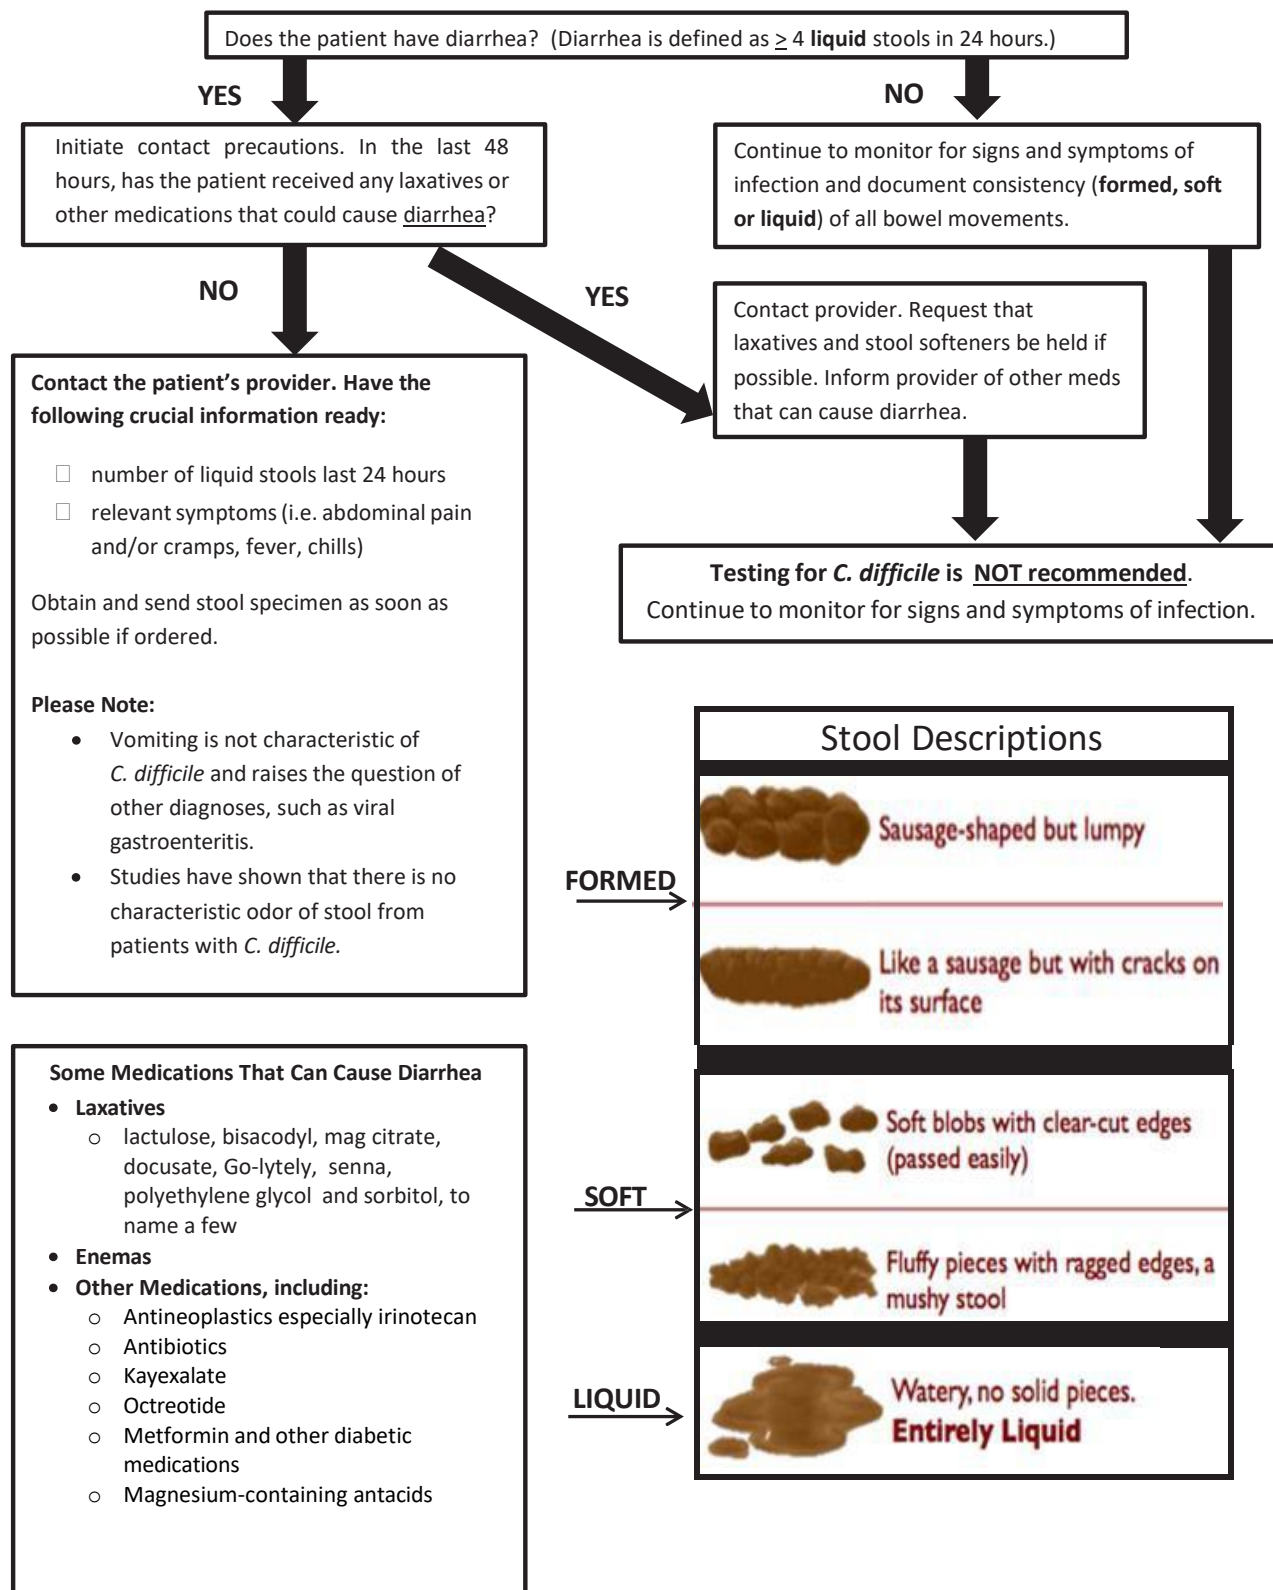 Does the patient have diarrhea?  (Diarrhea is defined as ≥ 4 liquid stools in 24 hours.)
YES
NO
Initiate contact precautions. In the last 48
hours, has the patient received any laxatives or
other medications that could cause diarrhea?
Continue to monitor for signs and symptoms of
infection and document consistency (formed, soft
or liquid) of all bowel movements.
NO
YES
Contact provider. Request that
laxatives and stool softeners be held if
possible. Inform provider of other meds
that can cause diarrhea.
Contact the patient’s provider. Have the
following crucial information ready:
☐ number of liquid stools last 24 hours
☐ relevant symptoms (i.e. abdominal pain
and/or cramps, fever, chills)
Obtain and send stool specimen as soon as
possible if ordered.
Please Note:
• Vomiting is not characteristic of
C. difficile and raises the question of
other diagnoses, such as viral
gastroenteritis.
• Studies have shown that there is no
characteristic odor of stool from
patients with C. difficile.
Testing for C. difficile is NOT recommended.
Continue to monitor for signs and symptoms of infection.
Some Medications That Can Cause Diarrhea
• Laxatives
o lactulose, bisacodyl, mag citrate,
docusate, Go-lytely, senna,
polyethylene glycol and sorbitol, to
name a few
• Enemas
• Other Medications, including:
o Antineoplastics especially irinotecan
o Antibiotics
o Kayexalate
o Octreotide
o Metformin and other diabetic
medications
o Magnesium-containing antacids
Stool Descriptions
FORMED
Sausage-shaped but lumpy
Like a sausage but with cracks on
its surface
SOFT
Soft blobs with clear-cut edges
(passed easily)
Fluffy pieces with ragged edges, a
mushy stool
LIQUID
Watery, no solid pieces.
Entirely Liquid